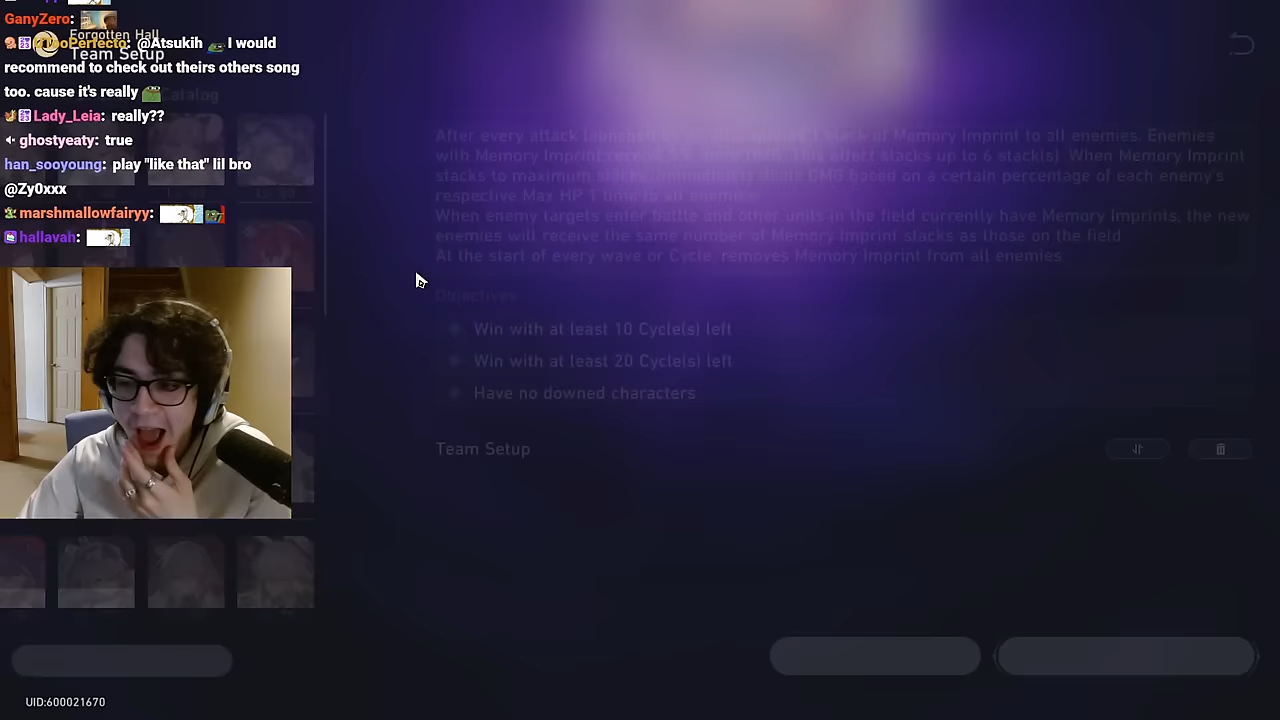 GanyZero:
Forgotten Hall
Team Setup
ooPerfecto: @Atsukih I would
recommend to check out theirs others song
too. cause it's really
Catalog
Lady_Leia: really??
ghostyeaty: true
han_sooyoung: play "like that" lil bro
@Zy0xxx
marshmallowfairyy:
hallavah:
After every attack launched by of Memory Imprint to all enemies. Enemies
with Memory Imprint This effect stacks up to 6 stack(s). When Memory Imprint
stacks to maximum stacks, DMG based on a certain percentage of each enemy's
respective Max HP 1 time to all enemies.
When enemy targets enter battle and other units in the field currently have Memory Imprints, the new
enemies will receive the same number of Memory Imprint stacks as those on the field
At the start of every wave or Cycle, removes Memory Imprint from all enemies.
Objectives
Win with at least 10 Cycle(s) left
Win with at least 20 Cycle(s) left
Have no downed characters
Team Setup
UID:600021670